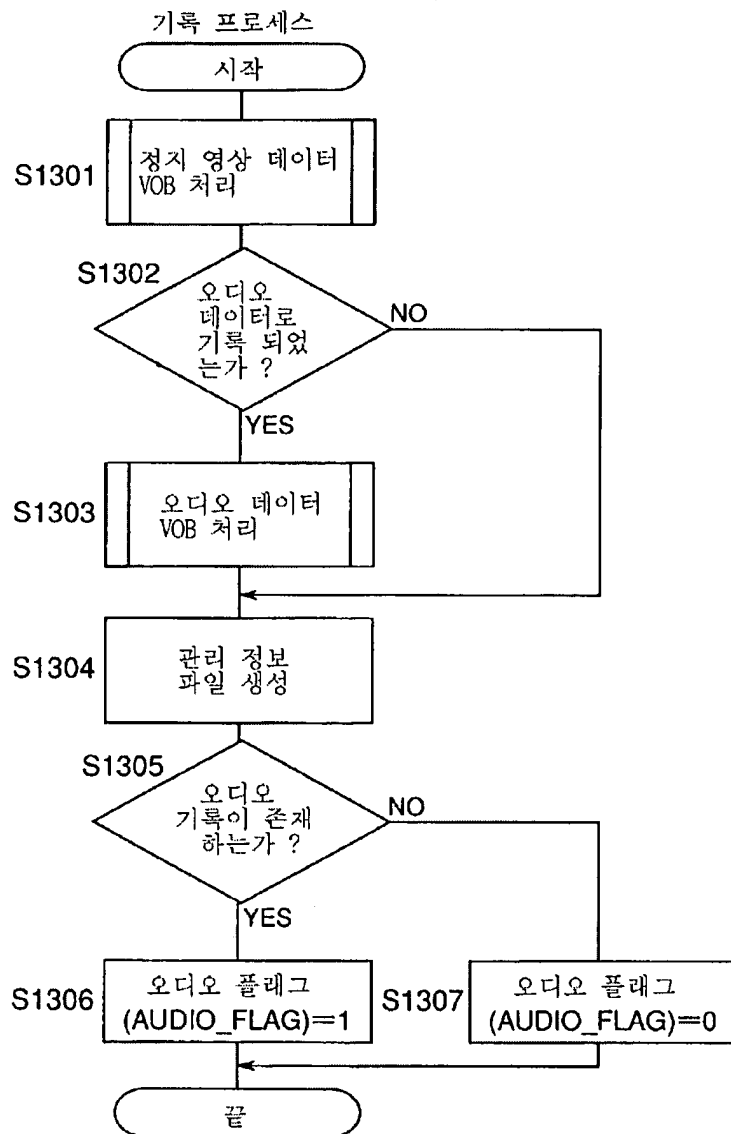 기록 프로세스
시작
S1301
정지 영상 데이터
VOB 처리
S1302
오디오
데이터로
기록 되었
는가 ?
NO
YES
S1303
오디오 데이터
VOB 처리
S1304
관리 정보
파일 생성
S1305
오디오
기록이 존재
하는가 ?
NO
YES
S1306
오디오 플래그
(AUDIO_FLAG)=1
S1307
오디오 플래그
(AUDIO_FLAG)=0
끝